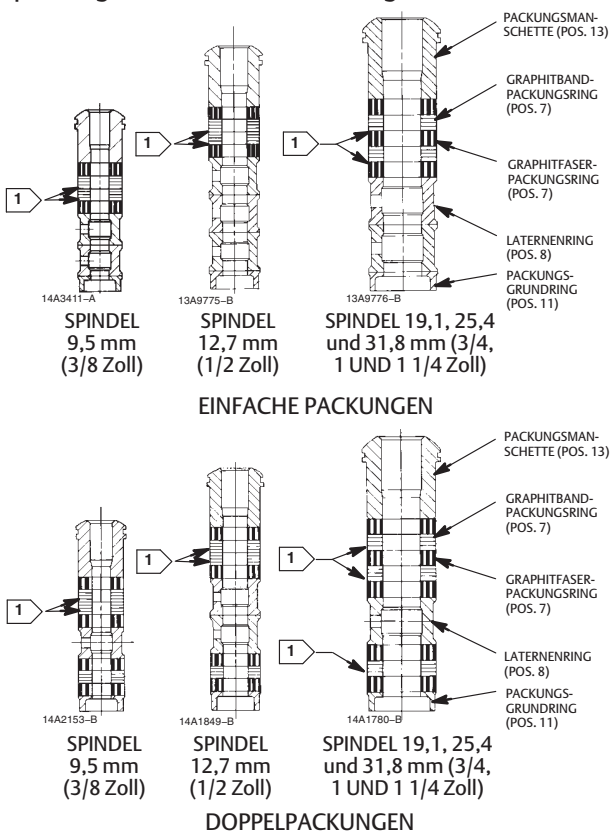 PACKUNGSMAN-
SCHETTE (POS. 13)
GRAPHITBAND-
PACKUNGSRING
(POS. 7)
1
1
1
1
GRAPHITFASER-
PACKUNGSRING
(POS. 7)
LATERNENRING
(POS. 8)
PACKUNGS-
GRUNDRING
(POS. 11)
14A3411–A
13A9775–B
13A9776–B
SPINDEL
9,5 mm
(3/8 Zoll)
SPINDEL
12,7 mm
(1/2 Zoll)
SPINDEL 19,1, 25,4
und 31,8 mm (3/4,
1 UND 1 1/4 Zoll)
EINFACHE PACKUNGEN
PACKUNGSMAN-
SCHETTE (POS. 13)
GRAPHITBAND-
PACKUNGSRING
(POS. 7)
1
1
1
GRAPHITFASER-
PACKUNGSRING
(POS. 7)
1
LATERNENRING
(POS. 8)
PACKUNGS-
GRUNDRING
(POS. 11)
14A2153–B
14A1849–B
14A1780–B
SPINDEL
9,5 mm
(3/8 Zoll)
SPINDEL
12,7 mm
(1/2 Zoll)
SPINDEL 19,1, 25,4
und 31,8 mm (3/4,
1 UND 1 1/4 Zoll)
DOPPELPACKUNGEN